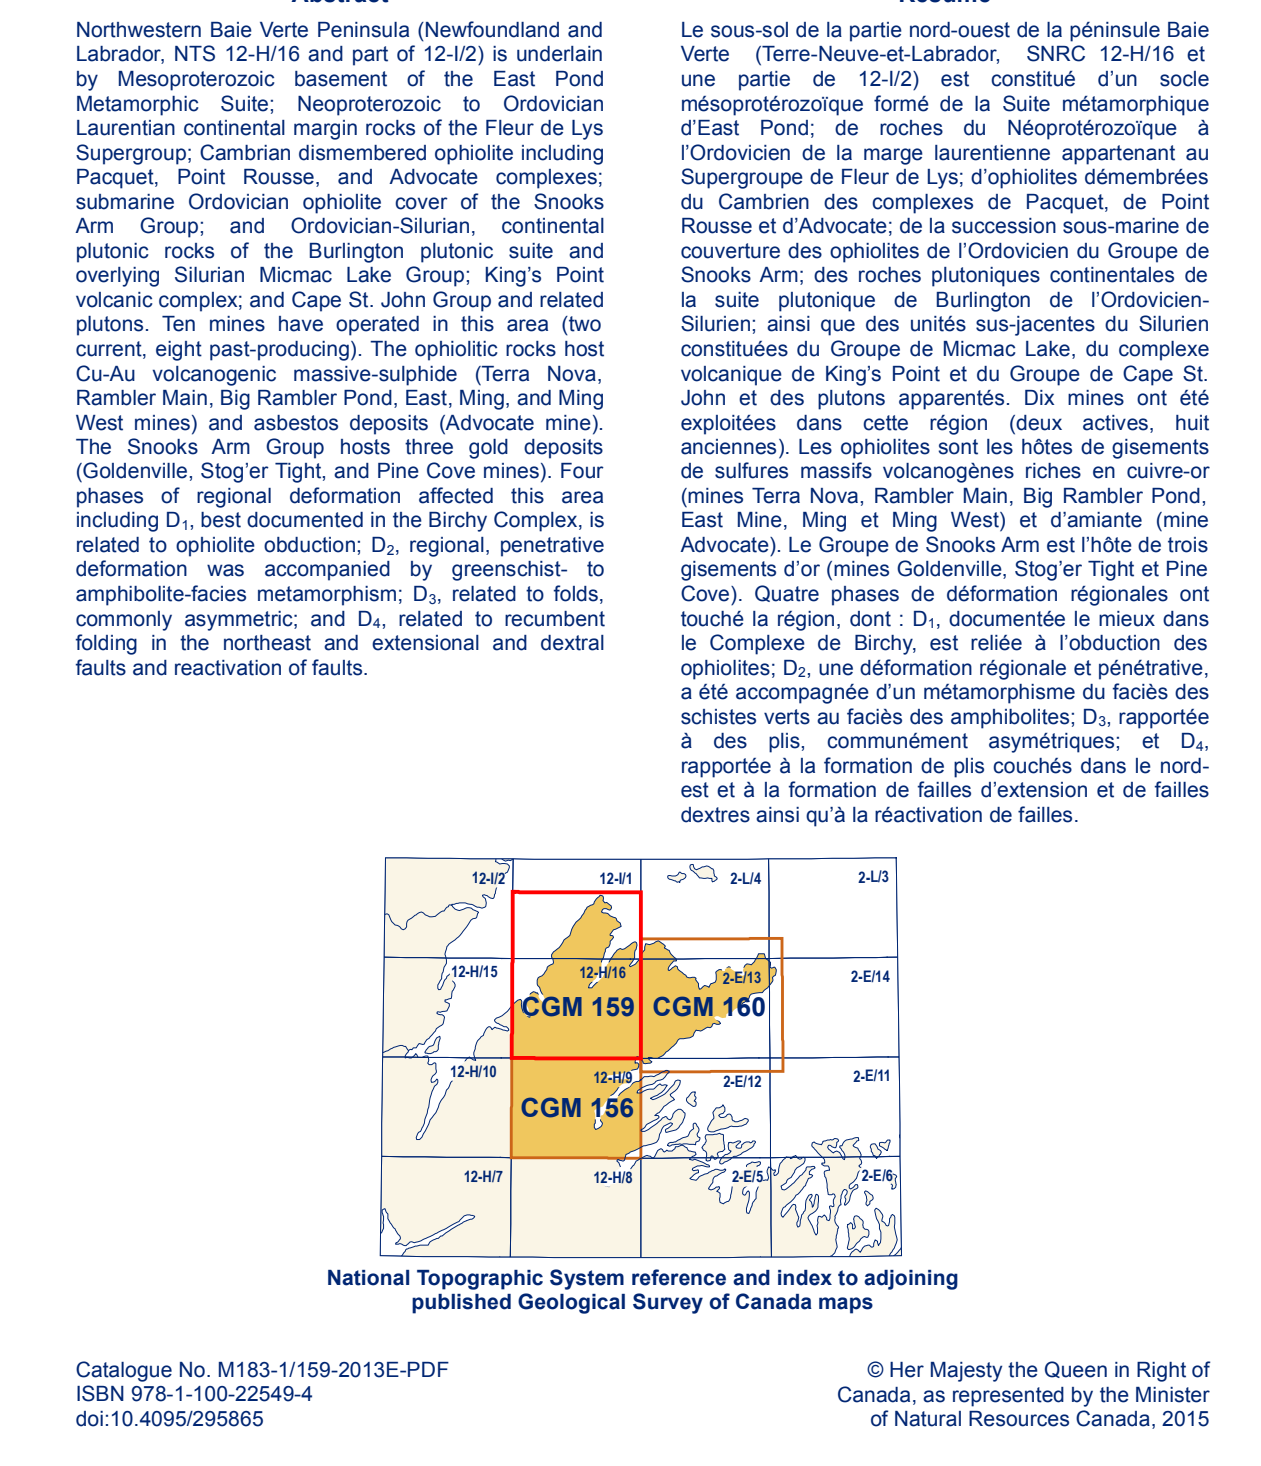 Abstract
Northwestern Baie Verte Peninsula (Newfoundland and
Labrador, NTS 12-H/16 and part of 12-I/2) is underlain
by Mesoproterozoic basement of the East Pond
Metamorphic Suite; Neoproterozoic to Ordovician
Laurentian continental margin rocks of the Fleur de Lys
Supergroup; Cambrian dismembered ophiolite including
Pacquet, Point Rousse, and Advocate complexes;
submarine Ordovician ophiolite cover of the Snooks
Arm Group; and Ordovician-Silurian, continental
plutonic rocks of the Burlington plutonic suite and
overlying Silurian Micmac Lake Group; King's Point
volcanic complex; and Cape St. John Group and related
plutons. Ten mines have operated in this area (two
current, eight past-producing). The ophiolitic rocks host
Cu-Au volcanogenic massive-sulphide (Terra Nova,
Rambler Main, Big Rambler Pond, East, Ming, and Ming
West mines) and asbestos deposits (Advocate mine).
The Snooks Arm Group hosts three gold deposits
(Goldenville, Stog'er Tight, and Pine Cove mines). Four
phases of regional deformation affected this area
including D₁, best documented in the Birchy Complex, is
related to ophiolite obduction; D₂, regional, penetrative
deformation was accompanied by greenschist- to
amphibolite-facies metamorphism; D₃, related to folds,
commonly asymmetric; and D₄, related to recumbent
folding in the northeast and extensional and dextral
faults and reactivation of faults.
Résumé
Le sous-sol de la partie nord-ouest de la péninsule Baie
Verte (Terre-Neuve-et-Labrador, SNRC 12-H/16 et
une partie de 12-I/2) est constitué d'un socle
mésoprotérozoïque formé de la Suite métamorphique
d'East Pond; de roches du Néoprotérozoïque à
l'Ordovicien de la marge laurentienne appartenant au
Supergroupe de Fleur de Lys; d'ophiolites démembrées
du Cambrien des complexes de Pacquet, de Point
Rousse et d'Advocate; de la succession sous-marine de
couverture des ophiolites de l'Ordovicien du Groupe de
Snooks Arm; des roches plutoniques continentales de
la suite plutonique de Burlington de l'Ordovicien-
Silurien; ainsi que des unités sus-jacentes du Silurien
constituées du Groupe de Micmac Lake, du complexe
volcanique de King's Point et du Groupe de Cape St.
John et des plutons apparentés. Dix mines ont été
exploitées dans cette région (deux actives, huit
anciennes). Les ophiolites sont les hôtes de gisements
de sulfures massifs volcanogènes riches en cuivre-or
(mines Terra Nova, Rambler Main, Big Rambler Pond,
East Mine, Ming et Ming West) et d'amiante (mine
Advocate). Le Groupe de Snooks Arm est l'hôte de trois
gisements d'or (mines Goldenville, Stog'er Tight et Pine
Cove). Quatre phases de déformation régionales ont
touché la région, dont : D₁, documentée le mieux dans
le Complexe de Birchy, est reliée à l'obduction des
ophiolites; D₂, une déformation régionale et pénétrative,
a été accompagnée d'un métamorphisme du faciès des
schistes verts au faciès des amphibolites; D₃, rapportée
à des plis, communément asymétriques; et D₄,
rapportée à la formation de plis couchés dans le nord-
est et à la formation de failles d'extension et de failles
dextres ainsi qu'à la réactivation de failles.
12-I/2 12-I/1 2-L/4 2-L/3
12-H/15 12-H/16 2-E/13 2-E/14
CGM 159 CGM 160
12-H/10 12-H/9 2-E/12 2-E/11
CGM 156
12-H/7 12-H/8 2-E/5 2-E/6
National Topographic System reference and index to adjoining
published Geological Survey of Canada maps
Catalogue No. M183-1/159-2013E-PDF
ISBN 978-1-100-22549-4
doi:10.4095/295865
© Her Majesty the Queen in Right of
Canada, as represented by the Minister
of Natural Resources Canada, 2015